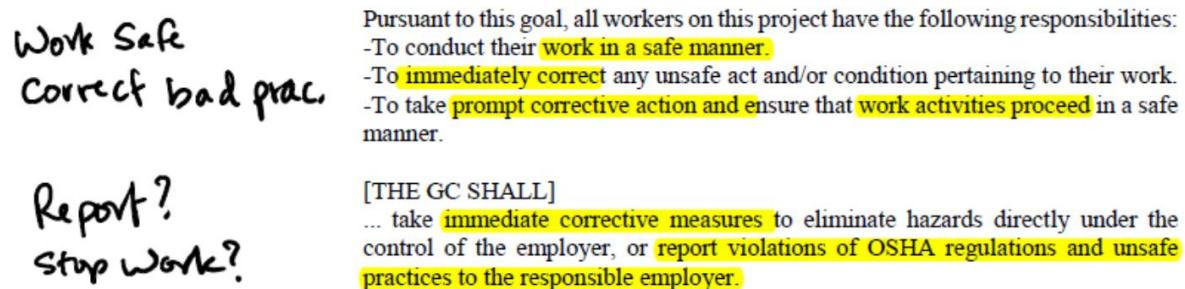 Work Safe
Correct bad prac.
Pursuant to this goal, all workers on this project have the following responsibilities:
-To conduct their work in a safe manner.
-To immediately correct any unsafe act and/or condition pertaining to their work.
-To take prompt corrective action and ensure that work activities proceed in a safe
manner.
Report?
Stop Work?
[THE GC SHALL]
... take immediate corrective measures to eliminate hazards directly under the
control of the employer, or report violations of OSHA regulations and unsafe
practices to the responsible employer.